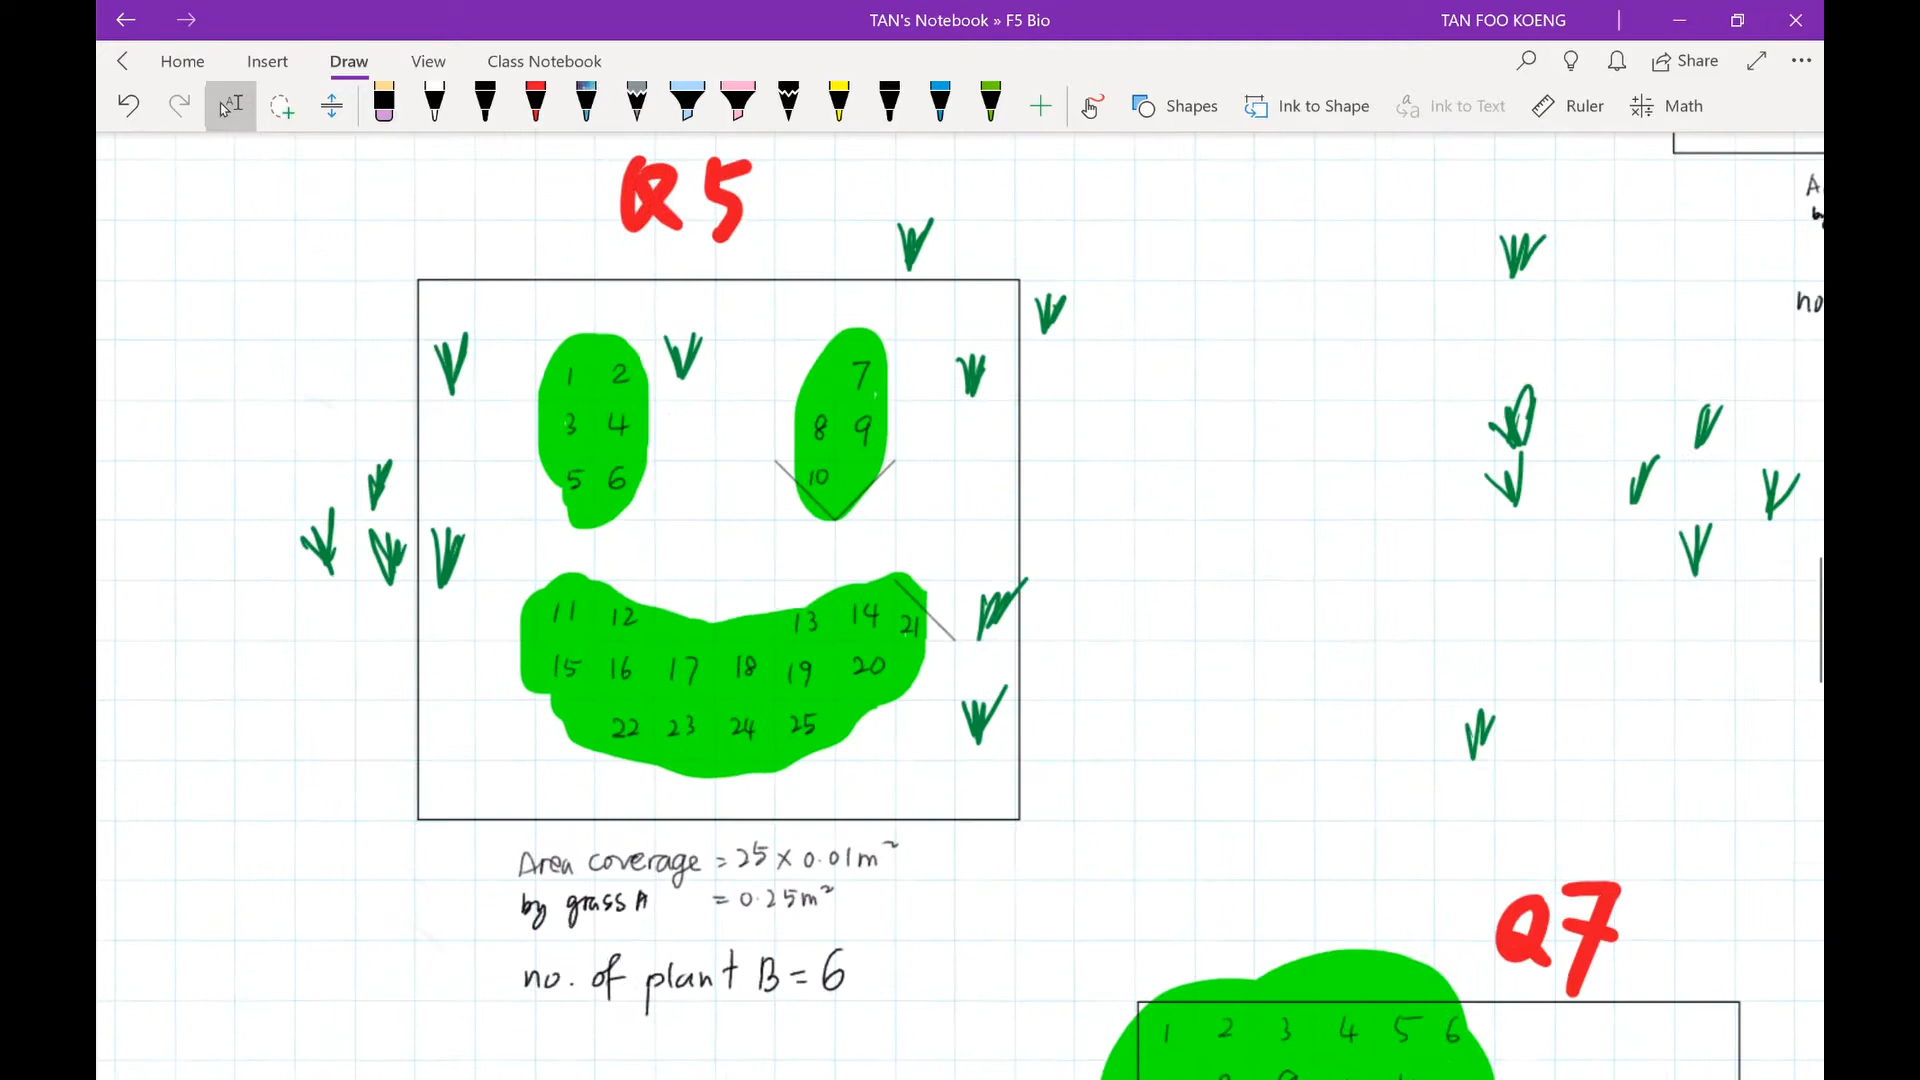 TAN's Notebook » F5 Bio
TAN FOO KOENG
Home Insert Draw View Class Notebook
Share
Shapes Ink to Shape Ink to Text Ruler Math
Q5
1 2 7
3 4 8 9
5 6 10
11 12 13 14 21
15 16 17 18 19 20
22 23 24 25
Area coverage = 25 × 0.01m²
by grass A = 0.25m²
no. of plant B = 6
no
Q7
1 2 3 4 5 6